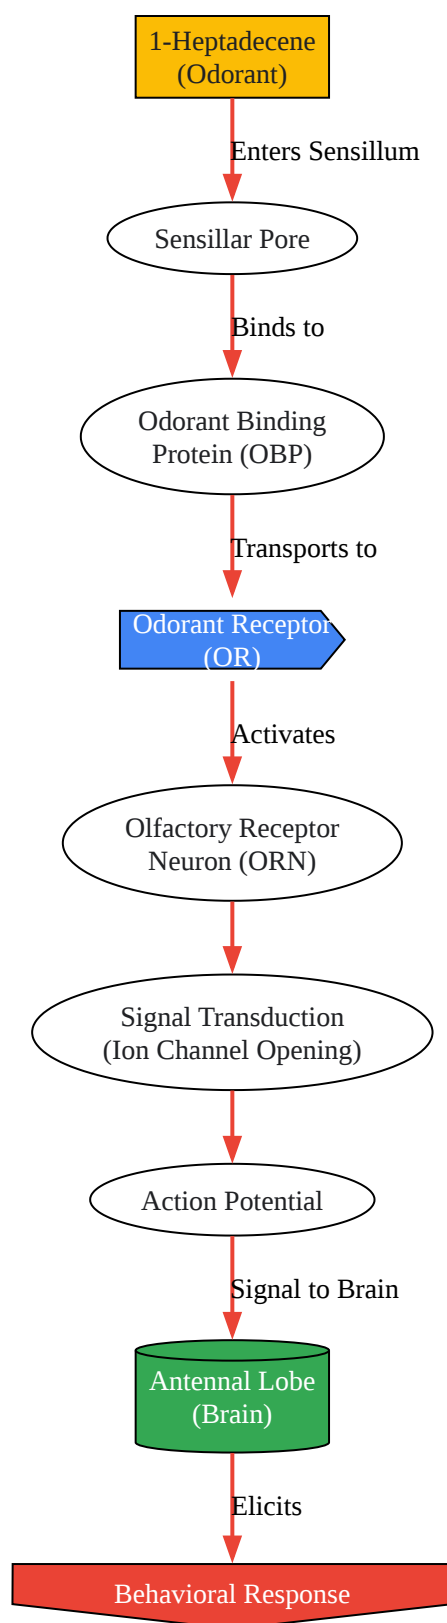 1-Heptadecene
(Odorant)
Enters Sensillum
Sensillar Pore
Binds to
Odorant Binding
Protein (OBP)
Transports to
Odorant Receptor
(OR)
Activates
Olfactory Receptor
Neuron (ORN)
Signal Transduction
(Ion Channel Opening)
Action Potential
Signal to Brain
Antennal Lobe
(Brain)
Elicits
Behavioral Response